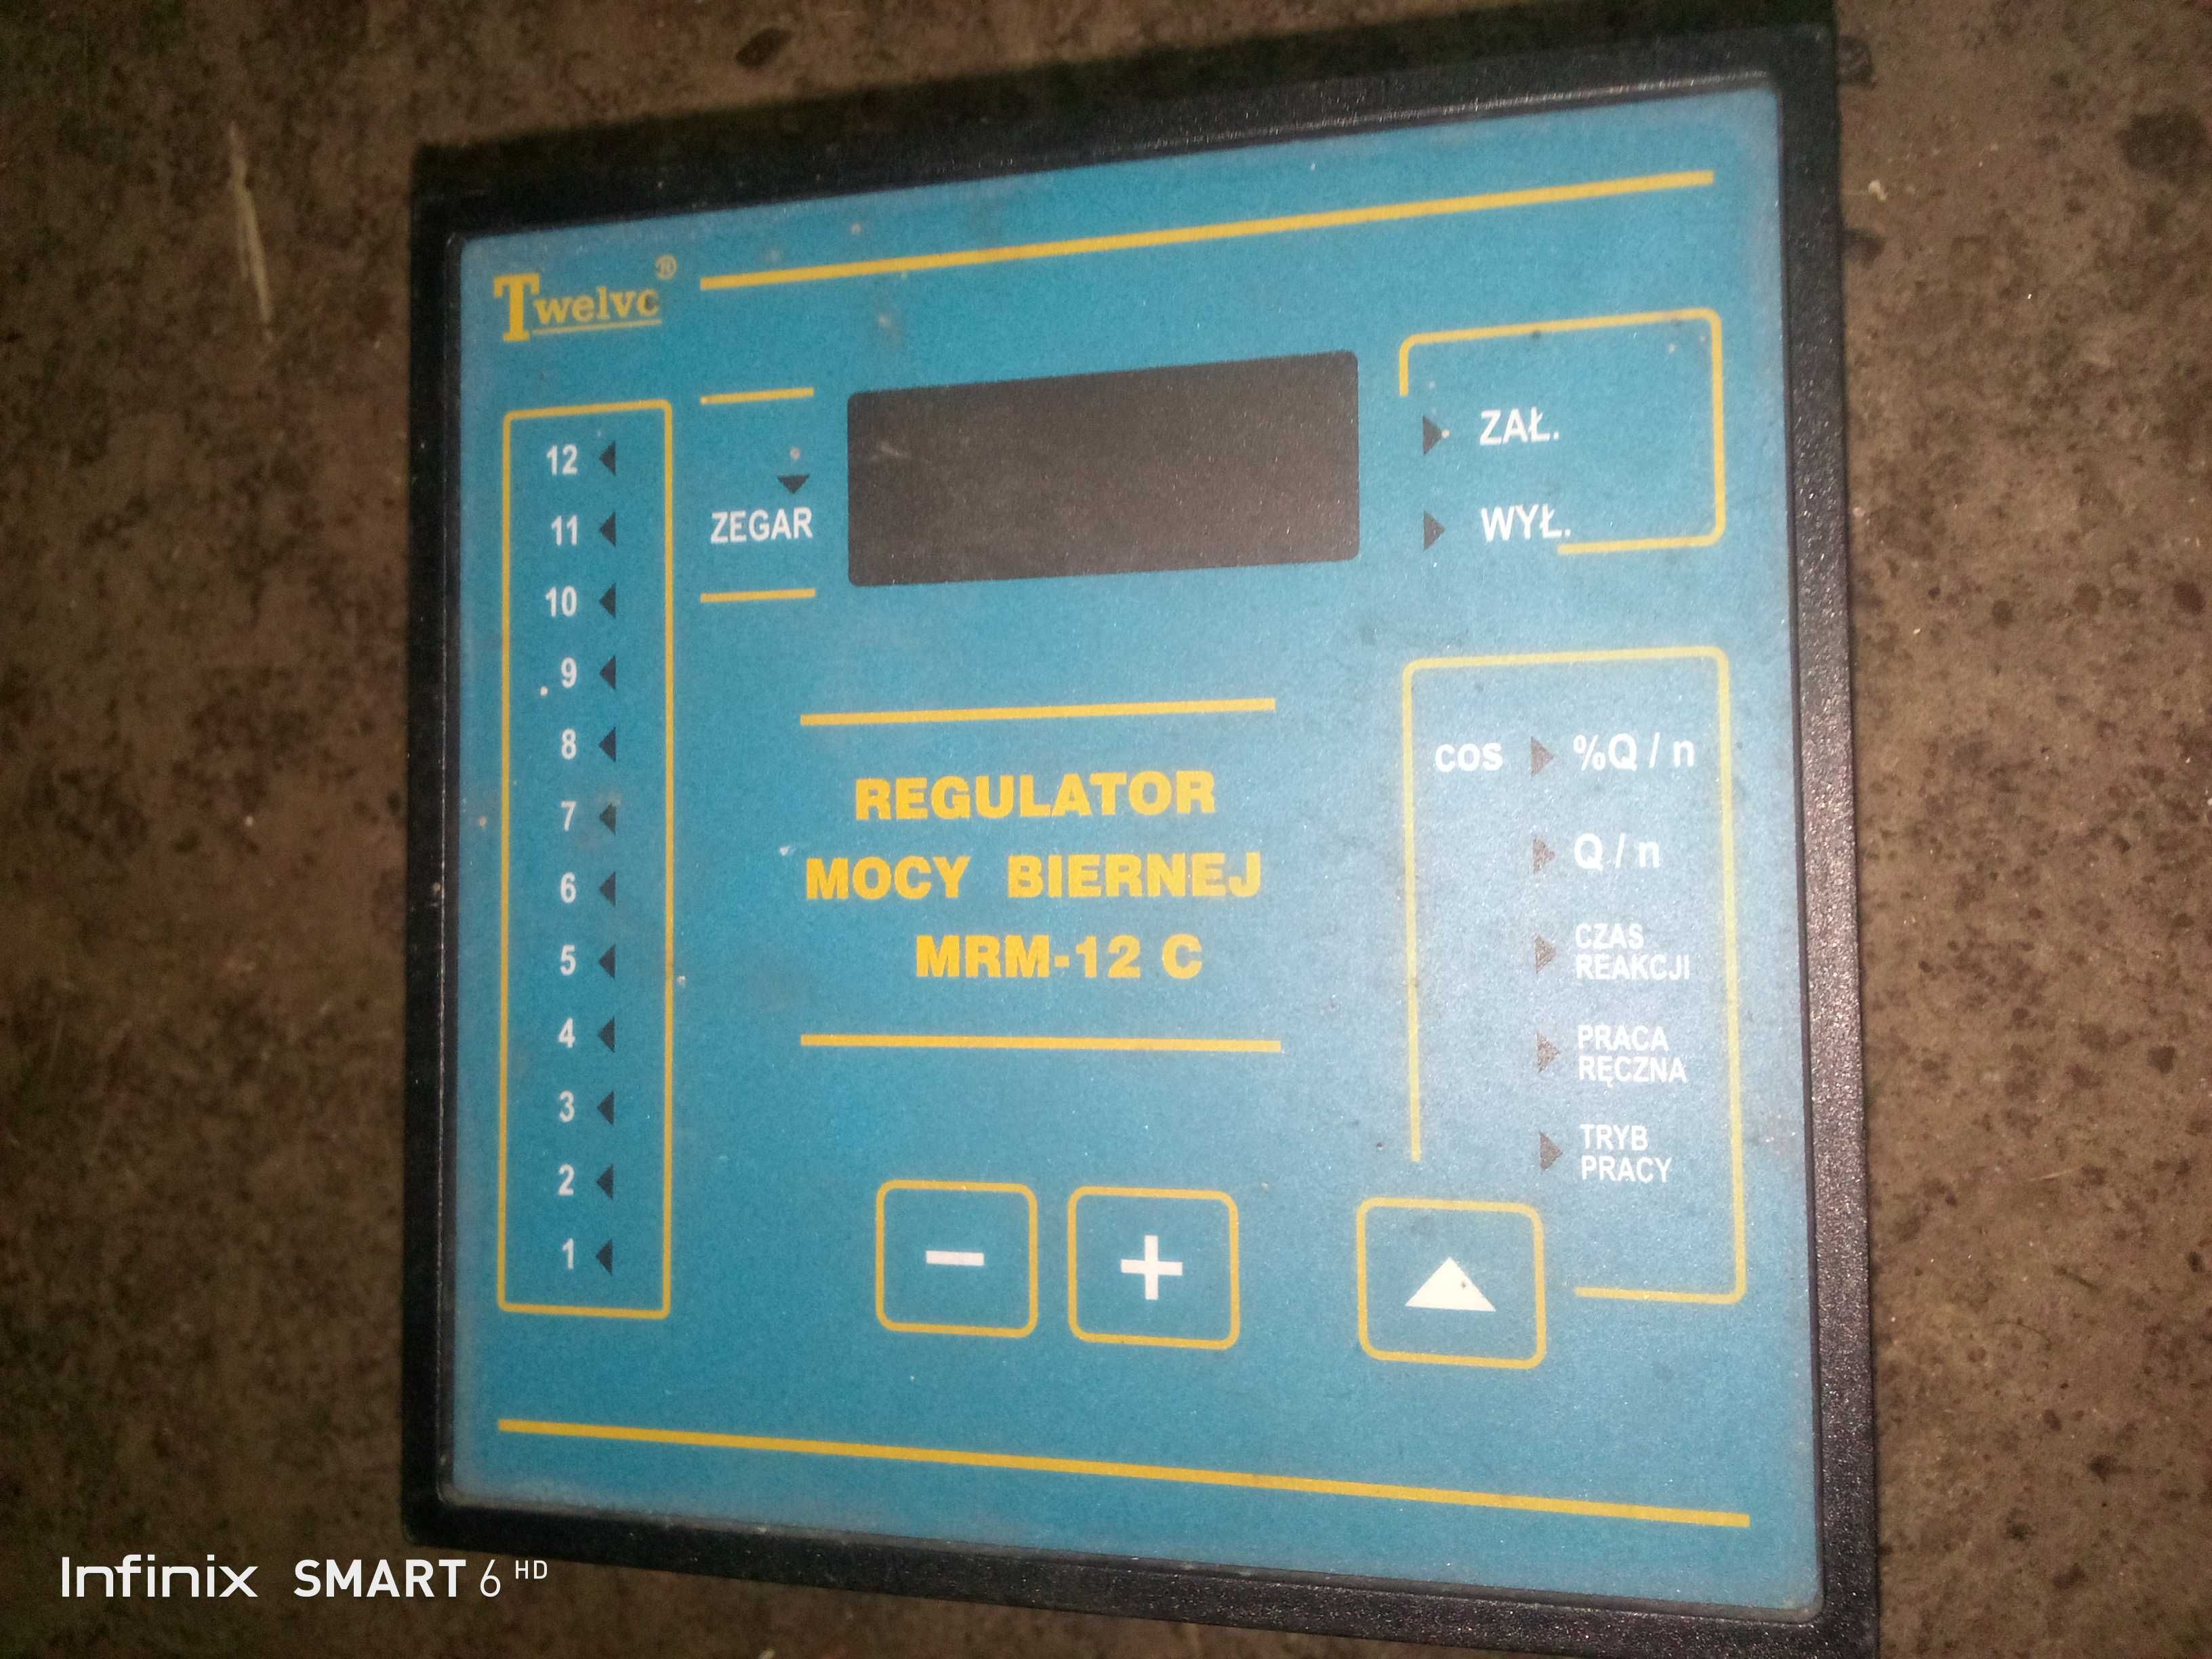 Twelve®
12
11
10
9
8
7
6
5
4
3
2
1
ZEGAR
ZAŁ.
WYŁ.
REGULATOR
MOCY BIERNEJ
MRM-12 C
cos %Q / n
Q / n
CZAS
REAKCJI
PRACA
RĘCZNA
TRYB
PRACY
− +
Infinix SMART 6 HD